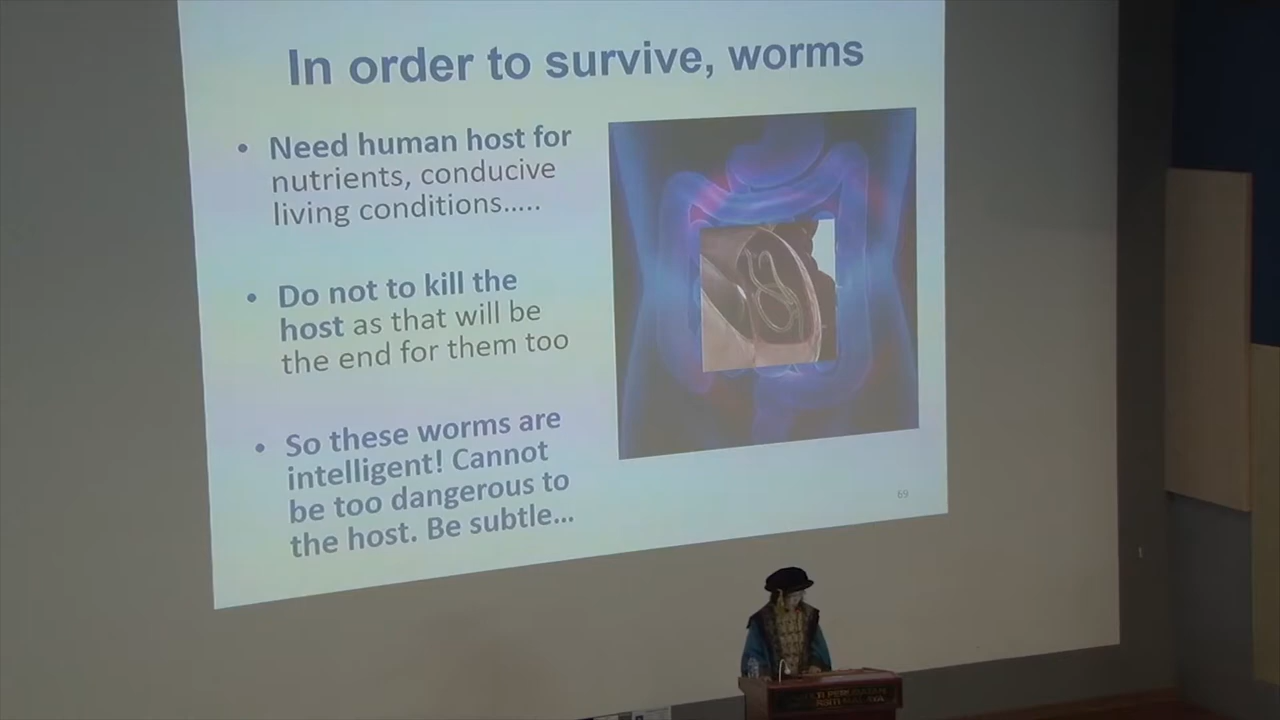 In order to survive, worms
• Need human host for
nutrients, conducive
living conditions.....
• Do not to kill the
host as that will be
the end for them too
• So these worms are
intelligent! Cannot
be too dangerous to
the host. Be subtle...
69